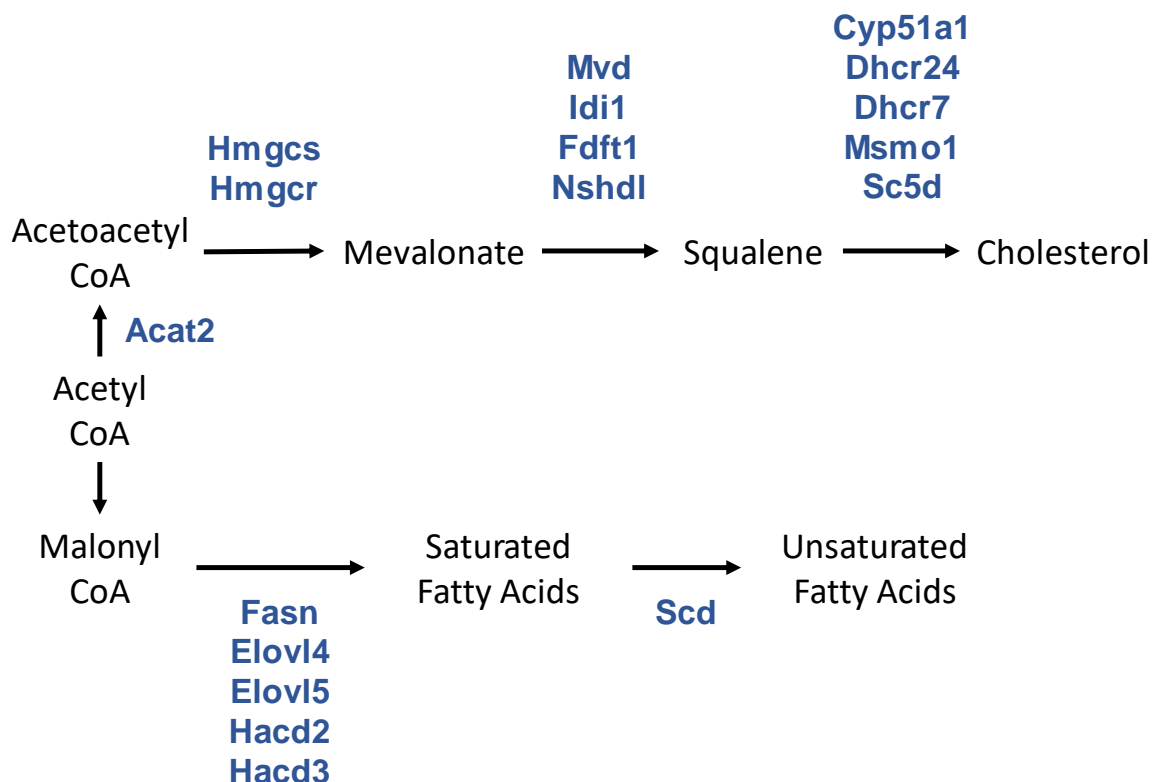 Cyp51a1
Dhcr24
Dhcr7
Msmo1
Sc5d
Mvd
Idi1
Fdft1
Nshdl
Hmgcs
Hmgcr
Acetoacetyl
CoA
Mevalonate
Squalene
Cholesterol
Acat2
Acetyl
CoA
Malonyl
CoA
Saturated
Fatty Acids
Unsaturated
Fatty Acids
Fasn
Elovl4
Elovl5
Hacd2
Hacd3
Scd